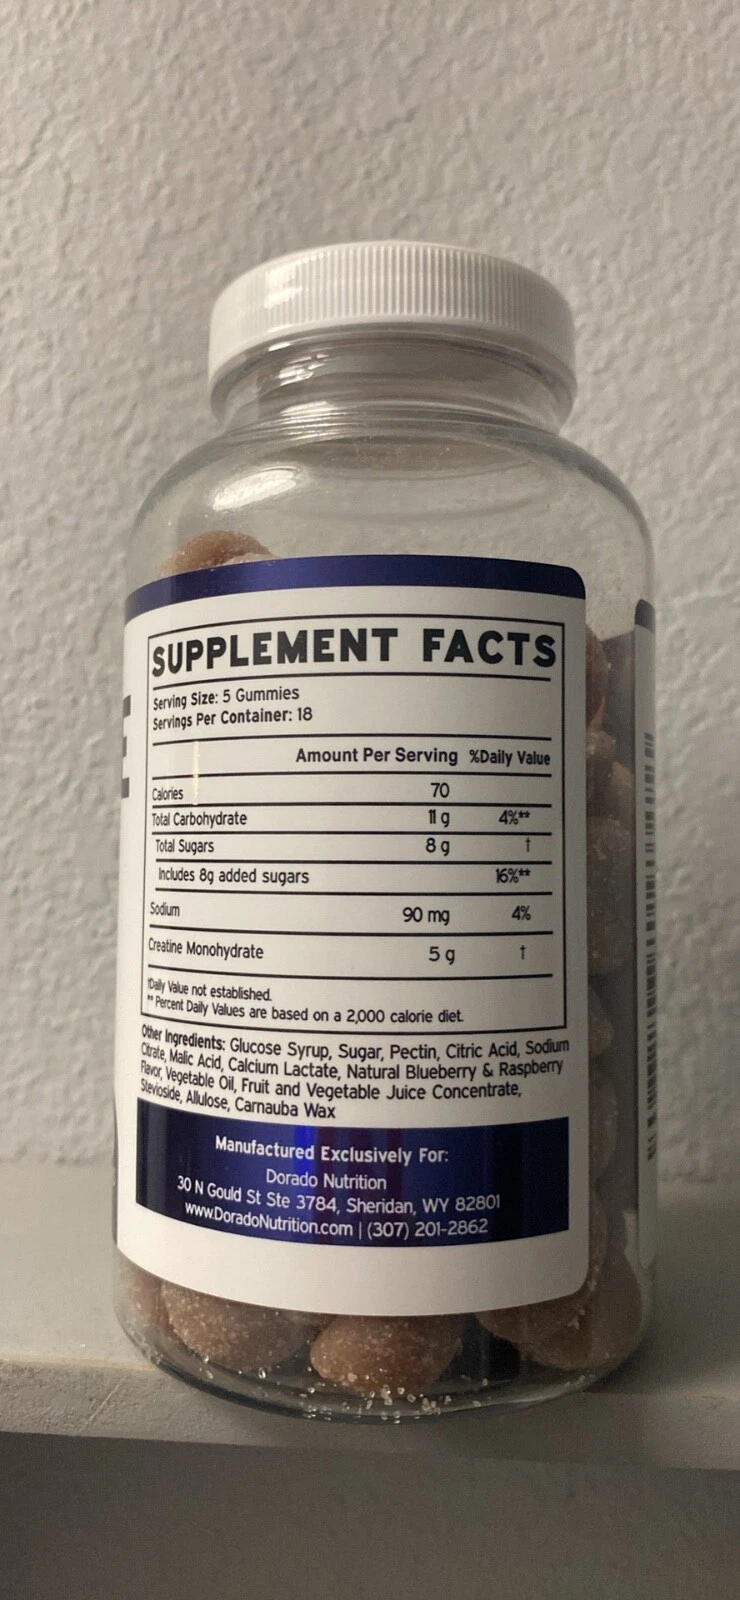 SUPPLEMENT FACTS
Serving Size: 5 Gummies
Servings Per Container: 18
Amount Per Serving %Daily Value
Calories 70
Total Carbohydrate 11 g 4%**
Total Sugars 8 g †
Includes 8g added sugars 16%**
Sodium 90 mg 4%
Creatine Monohydrate 5 g †
†Daily Value not established.
** Percent Daily Values are based on a 2,000 calorie diet.
Other Ingredients: Glucose Syrup, Sugar, Pectin, Citric Acid, Sodium
Citrate, Malic Acid, Calcium Lactate, Natural Blueberry & Raspberry
Flavor, Vegetable Oil, Fruit and Vegetable Juice Concentrate,
Stevioside, Allulose, Carnauba Wax
Manufactured Exclusively For:
Dorado Nutrition
30 N Gould St Ste 3784, Sheridan, WY 82801
www.DoradoNutrition.com | (307) 201-2862
E